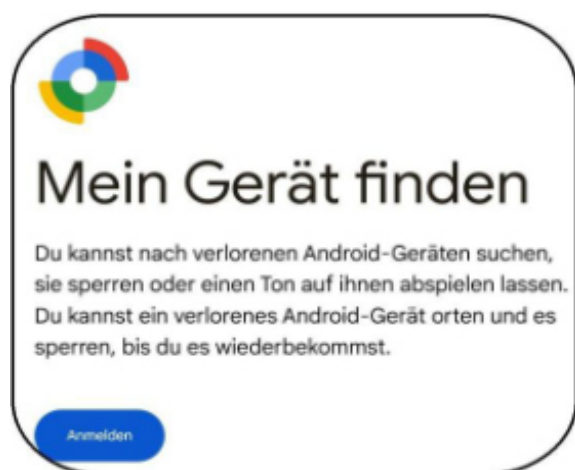 Mein Gerät finden
Du kannst nach verlorenen Android-Geräten suchen,
sie sperren oder einen Ton auf ihnen abspielen lassen.
Du kannst ein verlorenes Android-Gerät orten und es
sperren, bis du es wiederbekommst.
Anmelden